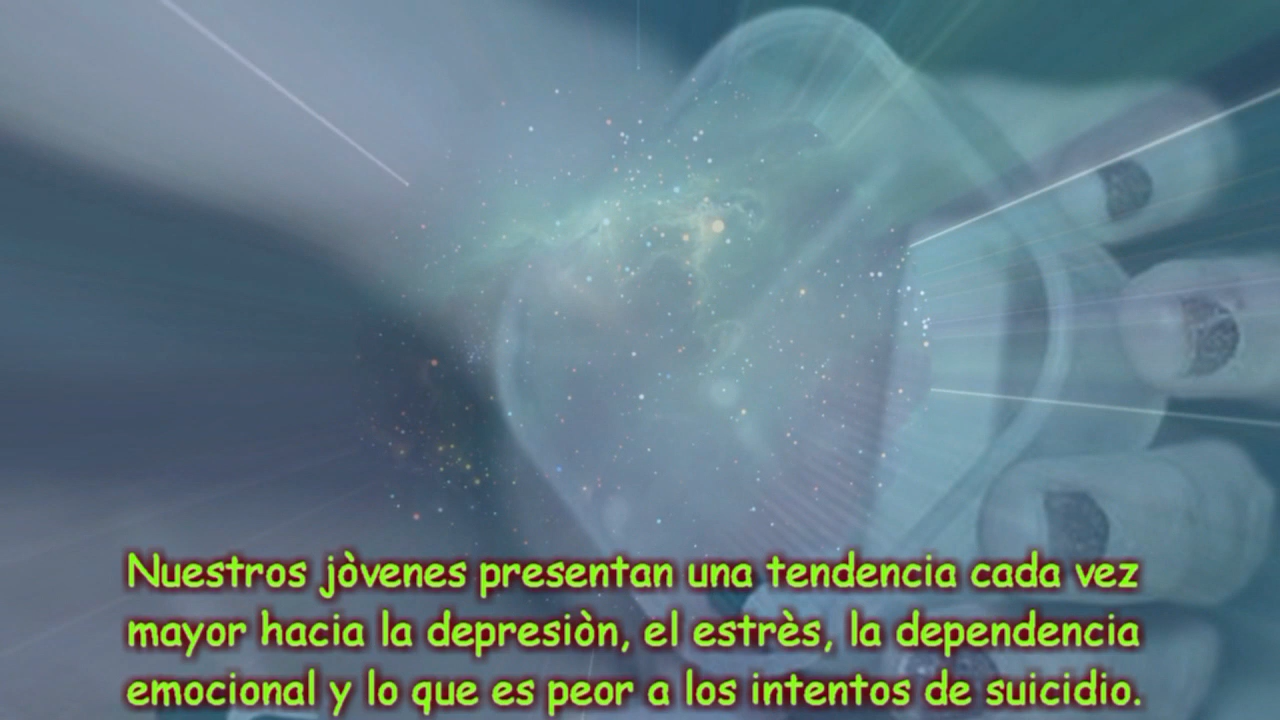 Nuestros jòvenes presentan una tendencia cada vez
mayor hacia la depresiòn, el estrès, la dependencia
emocional y lo que es peor a los intentos de suicidio.